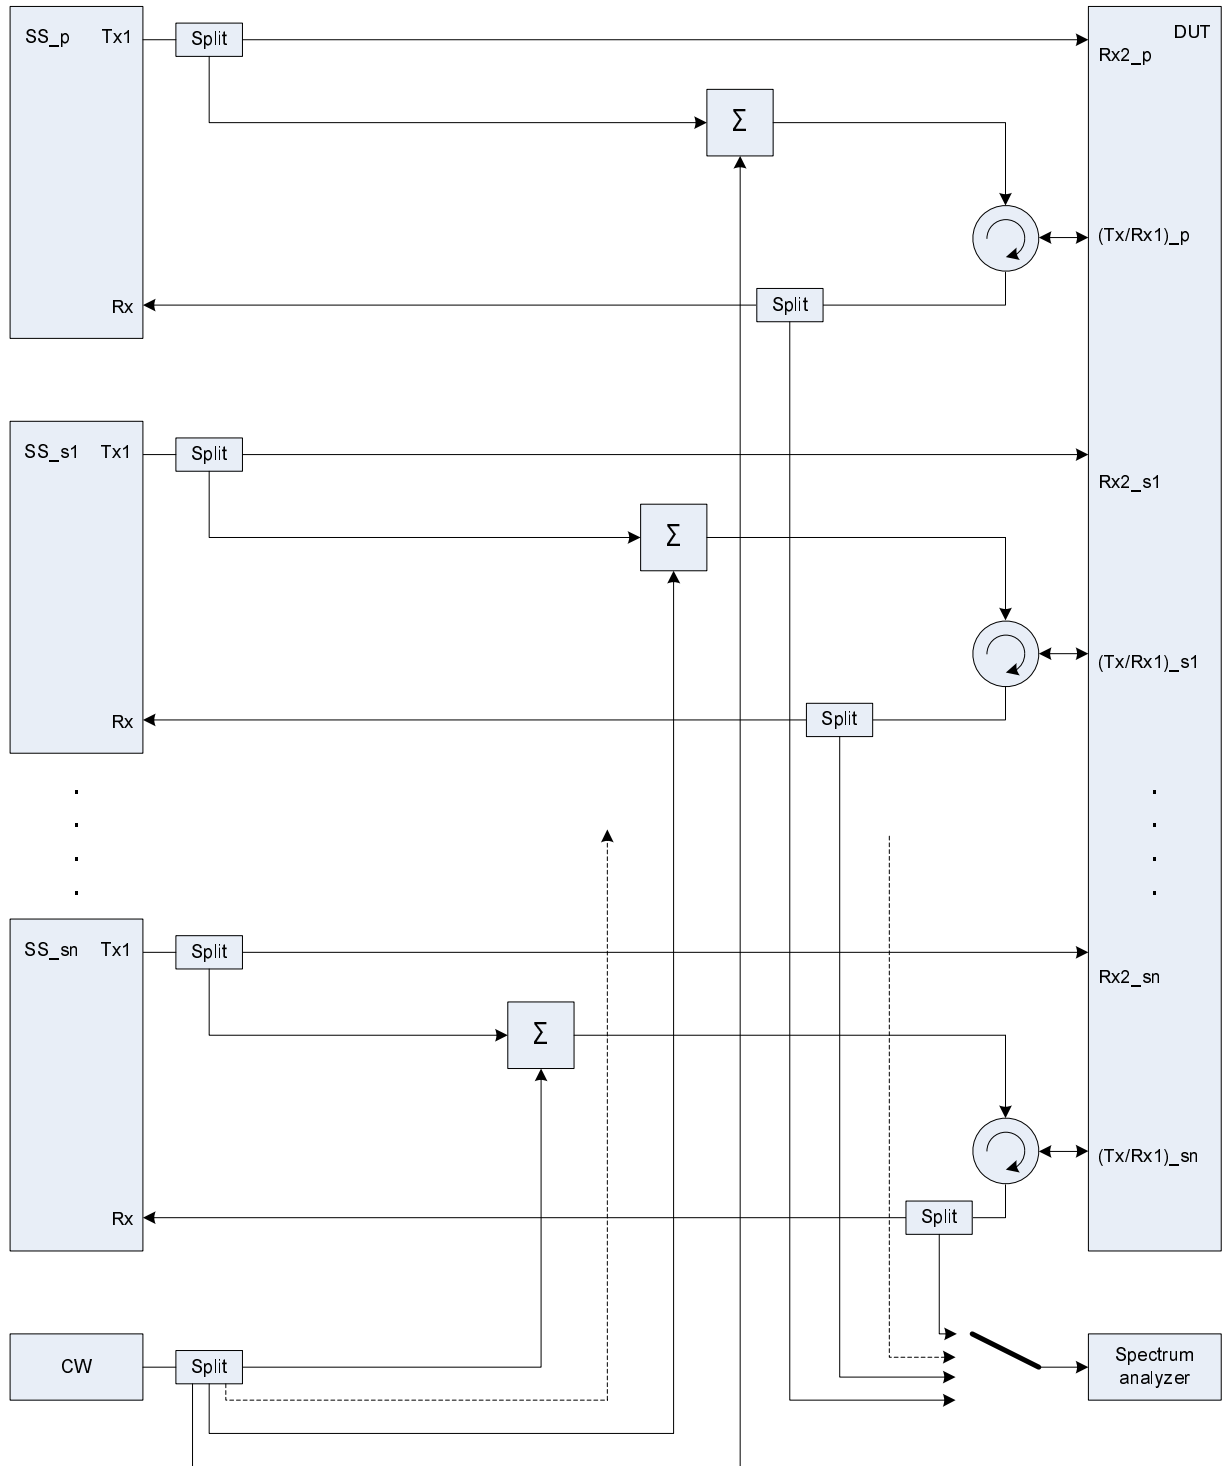 SS_p Tx1
Split
DUT
Rx2_p
Σ
(Tx/Rx1)_p
Rx
Split
SS_s1 Tx1
Split
Rx2_s1
Σ
(Tx/Rx1)_s1
Rx
Split
SS_sn Tx1
Split
Rx2_sn
Σ
(Tx/Rx1)_sn
Rx
Split
CW
Split
Spectrum
analyzer